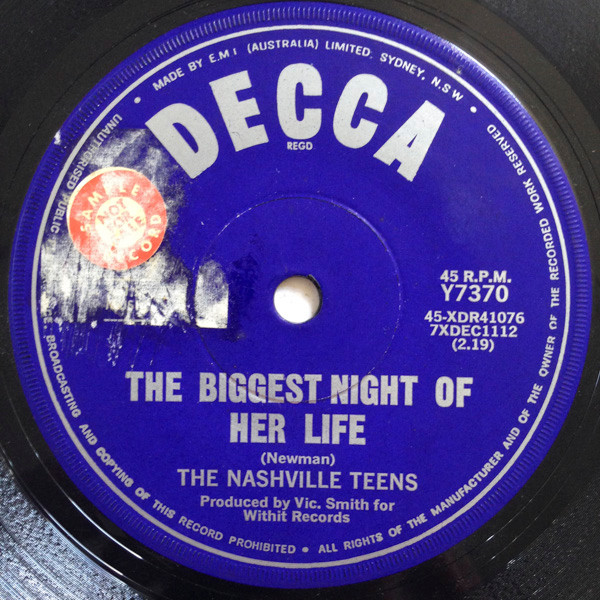 MADE BY E.M.I (AUSTRALIA) LIMITED, SYDNEY, N.S.W.
DECCA
REGD
SAMPLE
NOT
RECORD
45 R.P.M.
Y7370
45-XDR41076
7XDEC1112
(2.19)
THE BIGGEST NIGHT OF
HER LIFE
(Newman)
THE NASHVILLE TEENS
Produced by Vic. Smith for
Withit Records
UNAUTHORISED PUBLIC BROADCASTING AND COPYING OF THIS RECORD PROHIBITED • ALL RIGHTS OF THE MANUFACTURER AND OF THE OWNER OF THE RECORDED WORK RESERVED